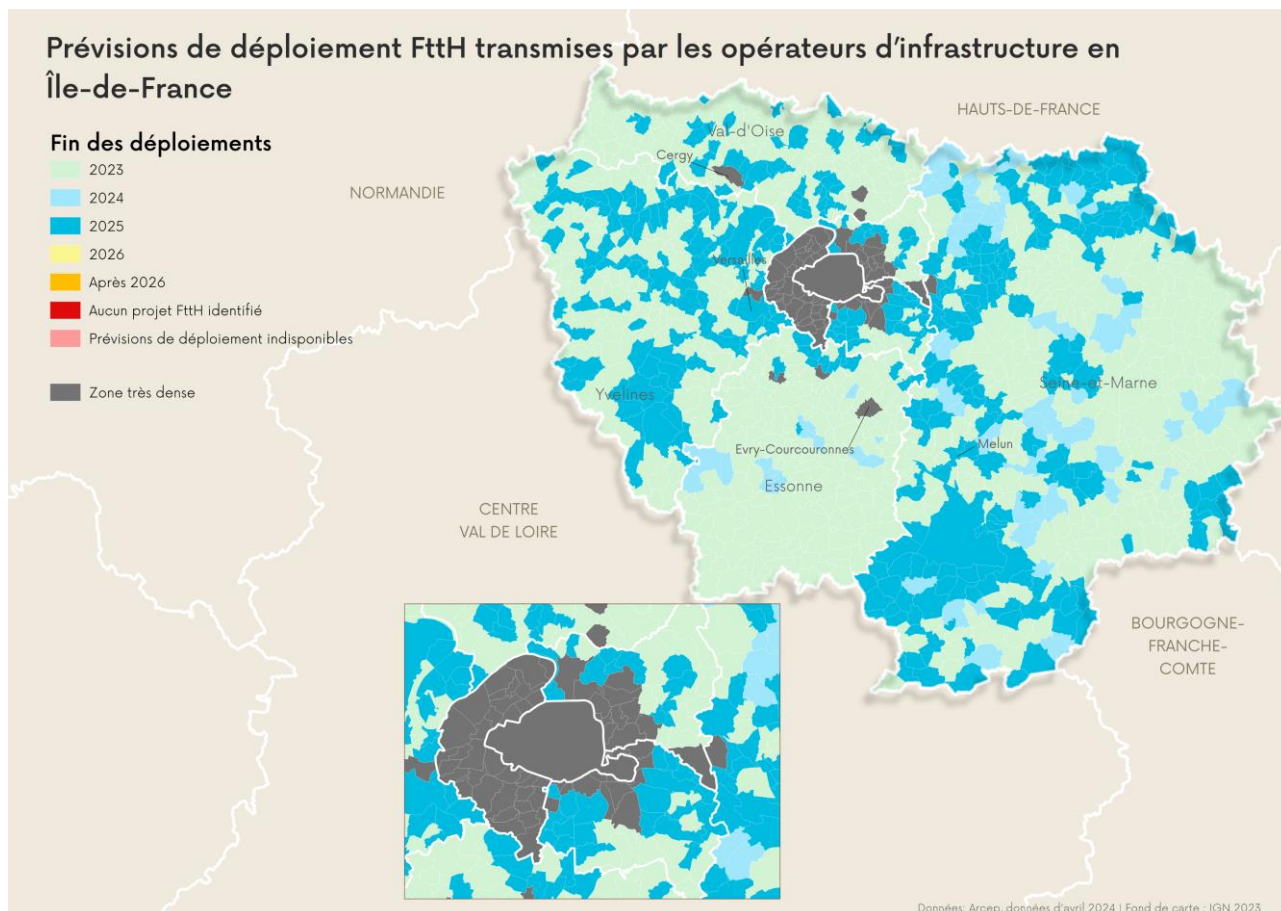 Prévisions de déploiement FttH transmises par les opérateurs d'infrastructure en
Île-de-France
Fin des déploiements
2023
2024
2025
2026
Après 2026
Aucun projet FttH identifié
Prévisions de déploiement indisponibles
Zone très dense
HAUTS-DE-FRANCE
Val-d'Oise
Cergy
NORMANDIE
Versailles
Yvelines
Seine-et-Marne
Melun
Evry-Courcouronnes
Essonne
CENTRE
VAL DE LOIRE
BOURGOGNE-
FRANCHE-
COMTE
Données: Arcep, données d'avril 2024 | Fond de carte : IGN 2023